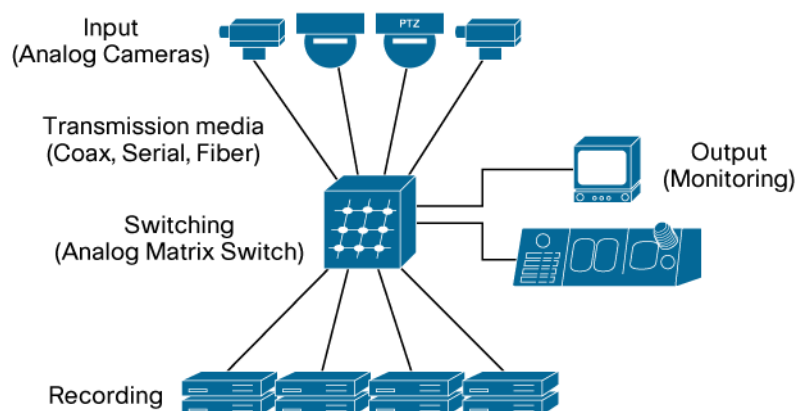 Input
(Analog Cameras)
PTZ
Transmission media
(Coax, Serial, Fiber)
Output
(Monitoring)
Switching
(Analog Matrix Switch)
Recording